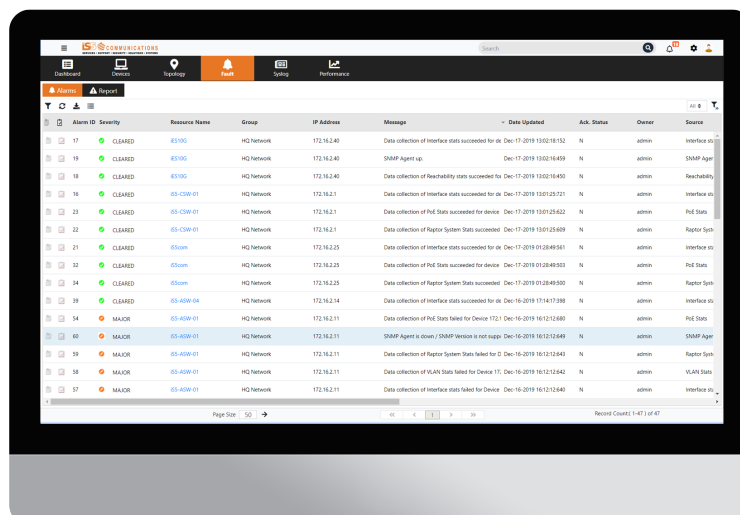 iS5 COMMUNICATIONS
SERVICES • SUPPORT • SECURITY • SOLUTIONS • SYSTEMS
Search
Dashboard Devices Topology Fault Syslog Performance
Alarms Report
All
Alarm ID Severity Resource Name Group IP Address Message Date Updated Ack. Status Owner Source
17 CLEARED iES10G HQ Network 172.16.2.40 Data collection of Interface stats succeeded for de Dec-17-2019 13:02:18:152 N admin Interface sta
19 CLEARED iES10G HQ Network 172.16.2.40 SNMP Agent up. Dec-17-2019 13:02:16:459 N admin SNMP Agen
18 CLEARED iES10G HQ Network 172.16.2.40 Data collection of Reachability stats succeeded fo Dec-17-2019 13:02:16:450 N admin Reachability
16 CLEARED iS5-CSW-01 HQ Network 172.16.2.1 Data collection of Interface stats succeeded for de Dec-17-2019 13:01:25:721 N admin Interface sta
23 CLEARED iS5-CSW-01 HQ Network 172.16.2.1 Data collection of PoE Stats succeeded for device Dec-17-2019 13:01:25:622 N admin PoE Stats
22 CLEARED iS5-CSW-01 HQ Network 172.16.2.1 Data collection of Raptor System Stats succeeded Dec-17-2019 13:01:25:609 N admin Raptor Syste
21 CLEARED iS5com HQ Network 172.16.2.25 Data collection of Interface stats succeeded for de Dec-17-2019 01:28:49:561 N admin Interface sta
32 CLEARED iS5com HQ Network 172.16.2.25 Data collection of PoE Stats succeeded for device Dec-17-2019 01:28:49:503 N admin PoE Stats
34 CLEARED iS5com HQ Network 172.16.2.25 Data collection of Raptor System Stats succeeded Dec-17-2019 01:28:49:500 N admin Raptor Syste
39 CLEARED iS5-ASW-04 HQ Network 172.16.2.14 Data collection of Interface stats succeeded for de Dec-16-2019 17:14:17:398 N admin Interface sta
54 MAJOR iS5-ASW-01 HQ Network 172.16.2.11 Data collection of PoE Stats failed for Device 172.1 Dec-16-2019 16:12:12:680 N admin PoE Stats
60 MAJOR iS5-ASW-01 HQ Network 172.16.2.11 SNMP Agent is down / SNMP Version is not suppo Dec-16-2019 16:12:12:649 N admin SNMP Agen
59 MAJOR iS5-ASW-01 HQ Network 172.16.2.11 Data collection of Raptor System Stats failed for D Dec-16-2019 16:12:12:643 N admin Raptor Syste
58 MAJOR iS5-ASW-01 HQ Network 172.16.2.11 Data collection of VLAN Stats failed for Device 172 Dec-16-2019 16:12:12:642 N admin VLAN Stats
57 MAJOR iS5-ASW-01 HQ Network 172.16.2.11 Data collection of Interface stats failed for Device Dec-16-2019 16:12:12:640 N admin Interface sta
Page Size 50 1 Record Count:( 1-47 ) of 47